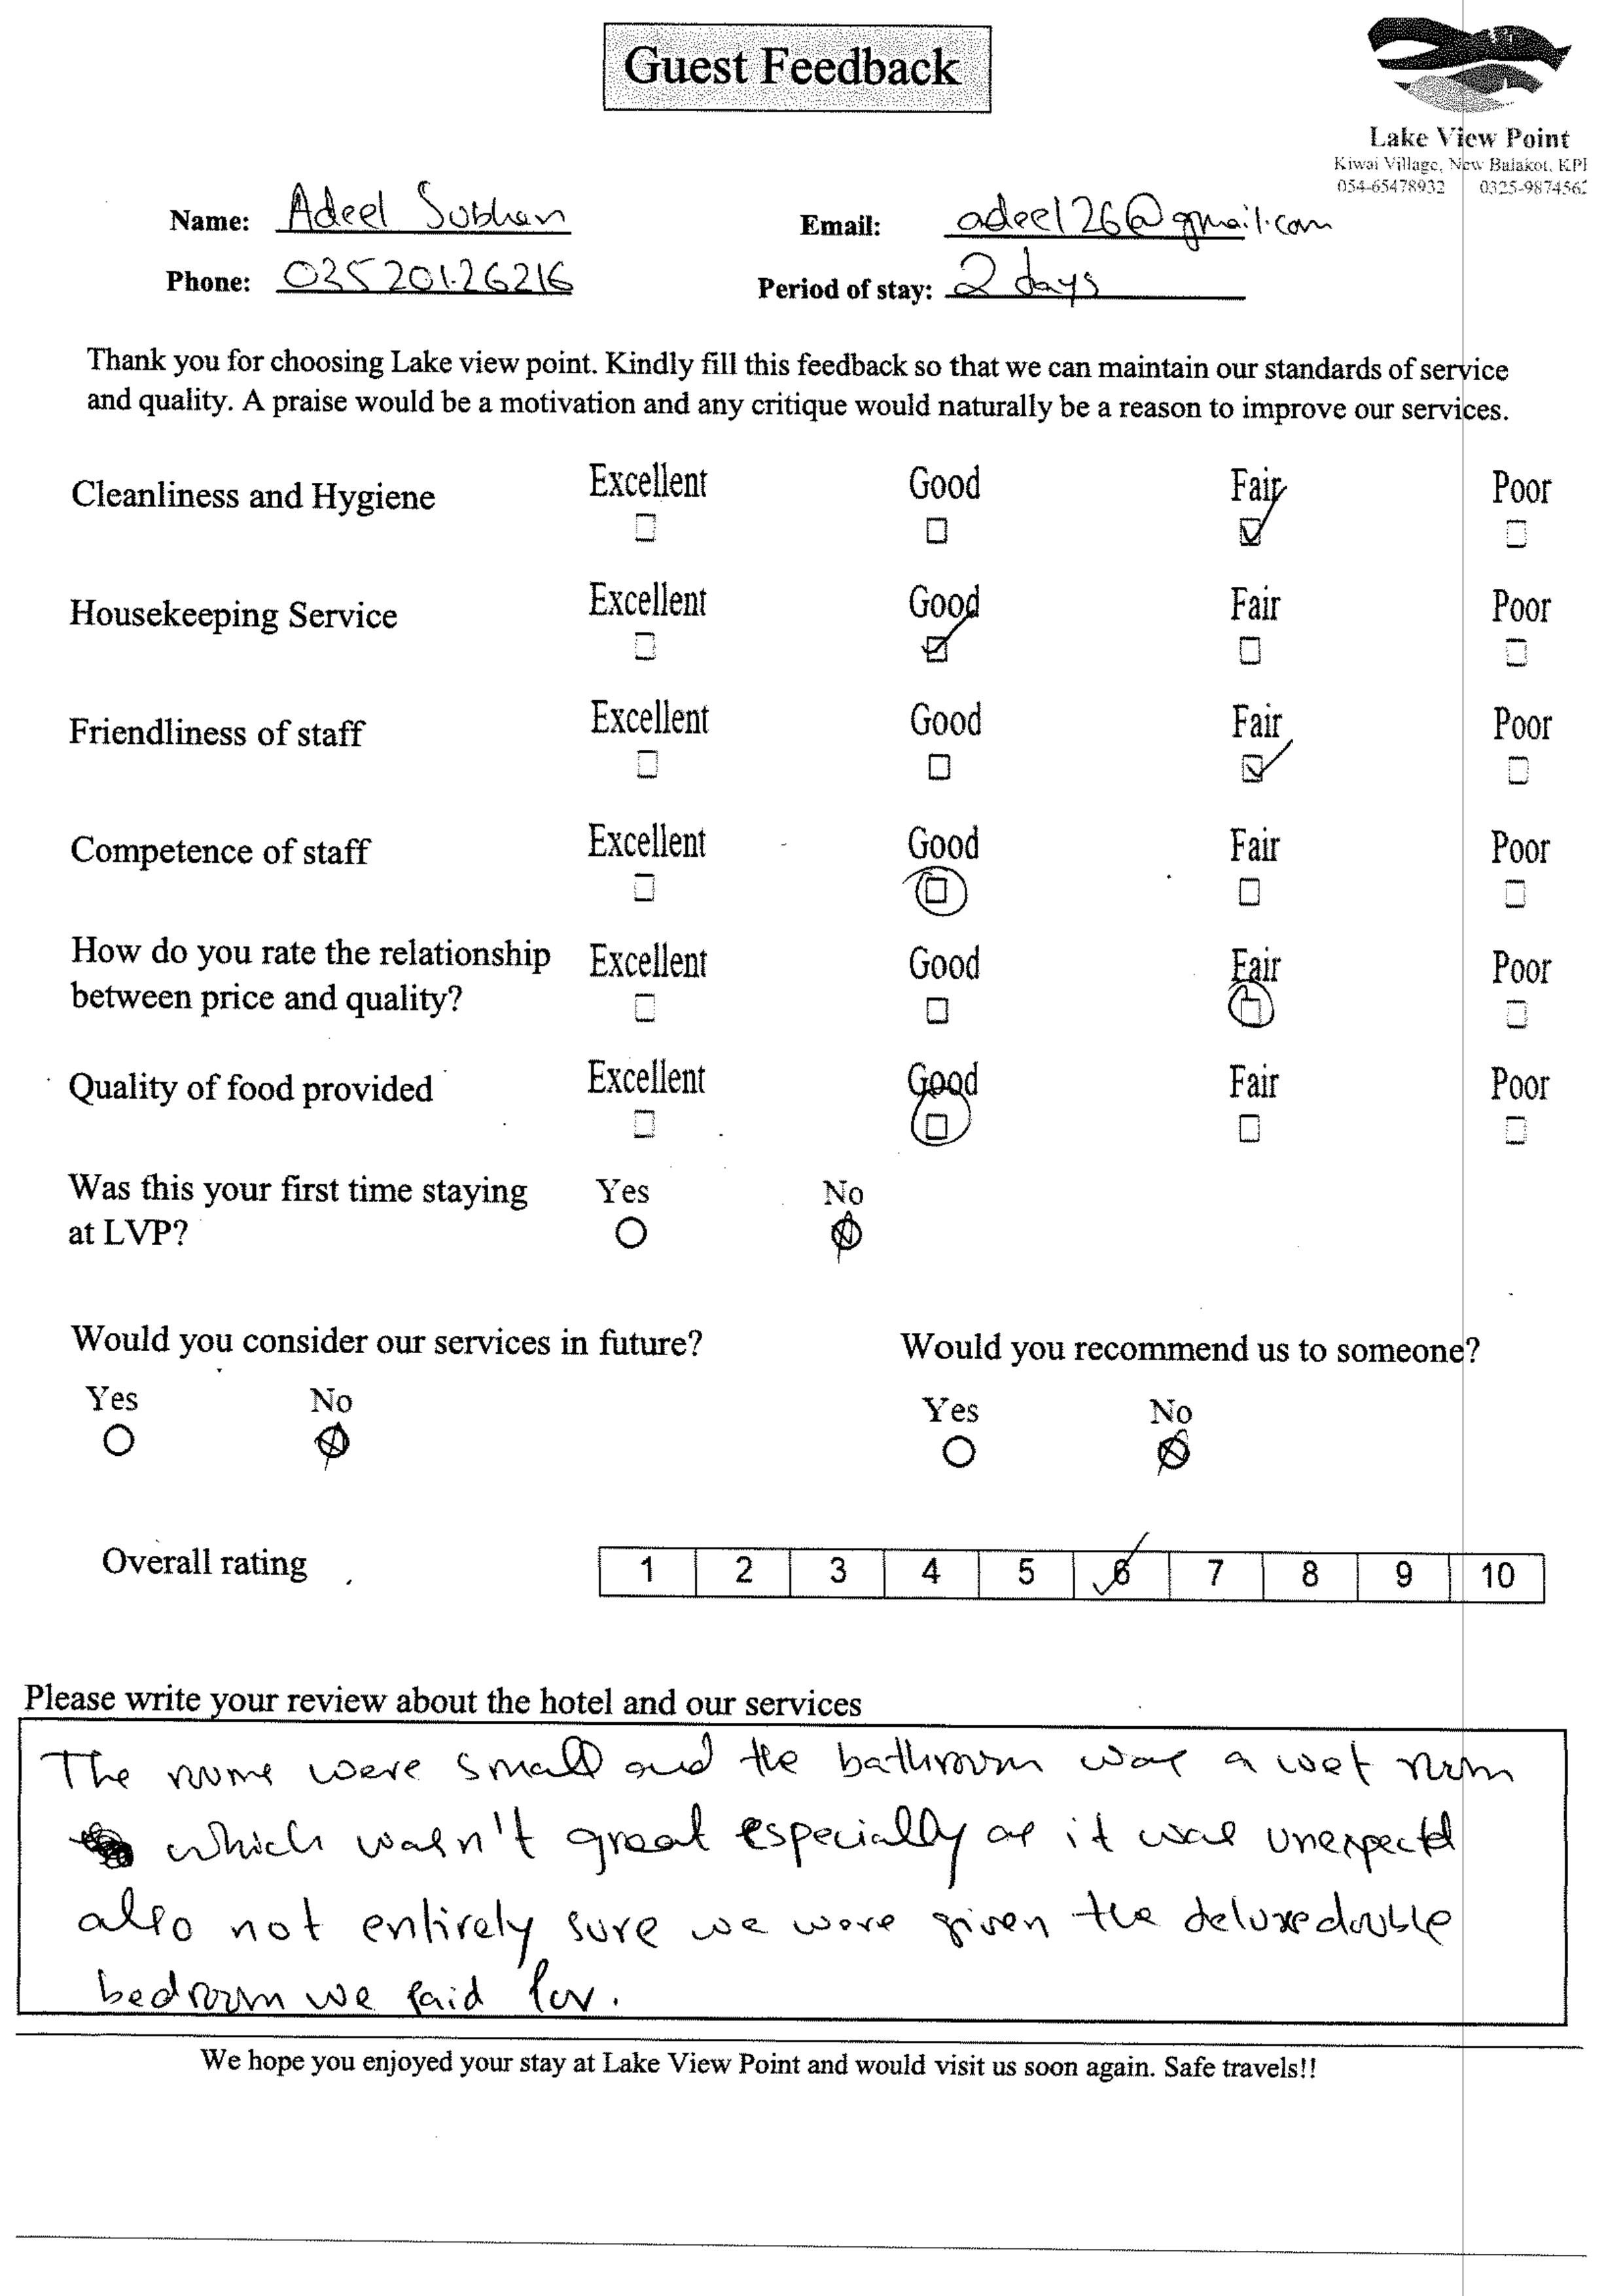 Guest Feedback
Lake View Point
Kiwai Village, New Balakot, KPI
054-65478932 0325-9874562
Name: Adeel Subhan Email: adeel26@gmail.com
Phone: 03520126216 Period of stay: 2 days
Thank you for choosing Lake view point. Kindly fill this feedback so that we can maintain our standards of service
and quality. A praise would be a motivation and any critique would naturally be a reason to improve our services.
Cleanliness and Hygiene Excellent Good Fair Poor
Housekeeping Service Excellent Good Fair Poor
Friendliness of staff Excellent Good Fair Poor
Competence of staff Excellent Good Fair Poor
How do you rate the relationship Excellent Good Fair Poor
between price and quality?
Quality of food provided Excellent Good Fair Poor
Was this your first time staying Yes No
at LVP?
Would you consider our services in future? Would you recommend us to someone?
Yes No Yes No
Overall rating 1 2 3 4 5 6 7 8 9 10
Please write your review about the hotel and our services
The rooms were small and the bathroom was a wet room
which wasn't great especially as it was unexpectd
also not entirely sure we were given the deluxe double
bedroom we paid for.
We hope you enjoyed your stay at Lake View Point and would visit us soon again. Safe travels!!